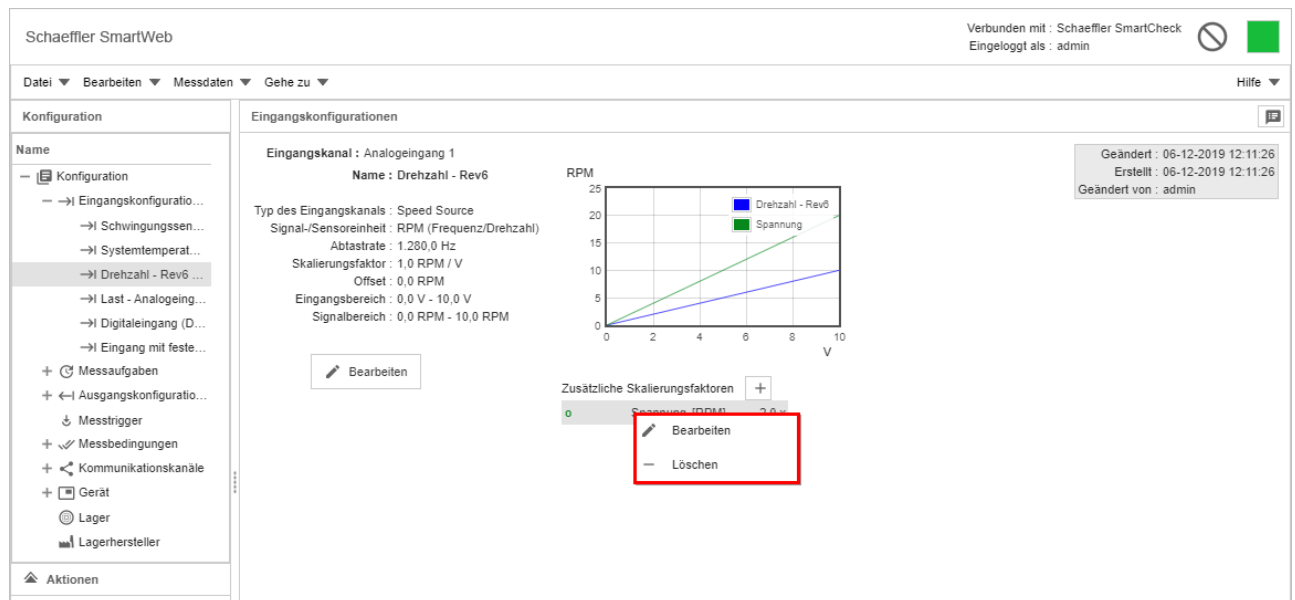 Schaeffler SmartWeb
Verbunden mit : Schaeffler SmartCheck
Eingeloggt als : admin
Datei Bearbeiten Messdaten Gehe zu Hilfe
Konfiguration
Name
Konfiguration
Eingangskonfiguratio...
Schwingungssen...
Systemtemperat...
Drehzahl - Rev6 ...
Last - Analogeing...
Digitaleingang (D...
Eingang mit feste...
Messaufgaben
Ausgangskonfiguratio...
Messtrigger
Messbedingungen
Kommunikationskanäle
Gerät
Lager
Lagerhersteller
Aktionen
Eingangskonfigurationen
Eingangskanal : Analogeingang 1
Name : Drehzahl - Rev6
Typ des Eingangskanals : Speed Source
Signal-/Sensoreinheit : RPM (Frequenz/Drehzahl)
Abtastrate : 1.280,0 Hz
Skalierungsfaktor : 1,0 RPM / V
Offset : 0,0 RPM
Eingangsbereich : 0,0 V - 10,0 V
Signalbereich : 0,0 RPM - 10,0 RPM
Bearbeiten
RPM
25
20
15
10
5
0
0 2 4 6 8 10
V
Drehzahl - Rev6
Spannung
Zusätzliche Skalierungsfaktoren +
o Spannung [RPM]
Bearbeiten
Löschen
Geändert : 06-12-2019 12:11:26
Erstellt : 06-12-2019 12:11:26
Geändert von : admin